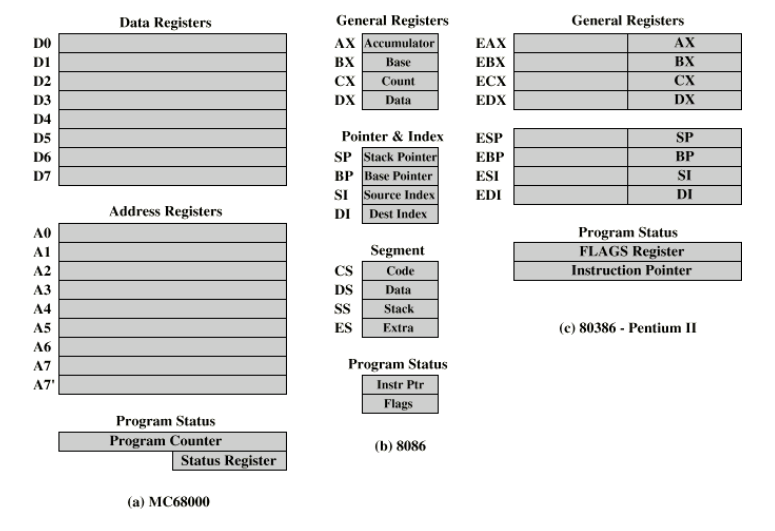 Data Registers
D0
D1
D2
D3
D4
D5
D6
D7
Address Registers
A0
A1
A2
A3
A4
A5
A6
A7
A7'
Program Status
Program Counter
Status Register
(a) MC68000
General Registers
AX Accumulator
BX Base
CX Count
DX Data
Pointer & Index
SP Stack Pointer
BP Base Pointer
SI Source Index
DI Dest Index
Segment
CS Code
DS Data
SS Stack
ES Extra
Program Status
Instr Ptr
Flags
(b) 8086
General Registers
EAX AX
EBX BX
ECX CX
EDX DX
ESP SP
EBP BP
ESI SI
EDI DI
Program Status
FLAGS Register
Instruction Pointer
(c) 80386 - Pentium II